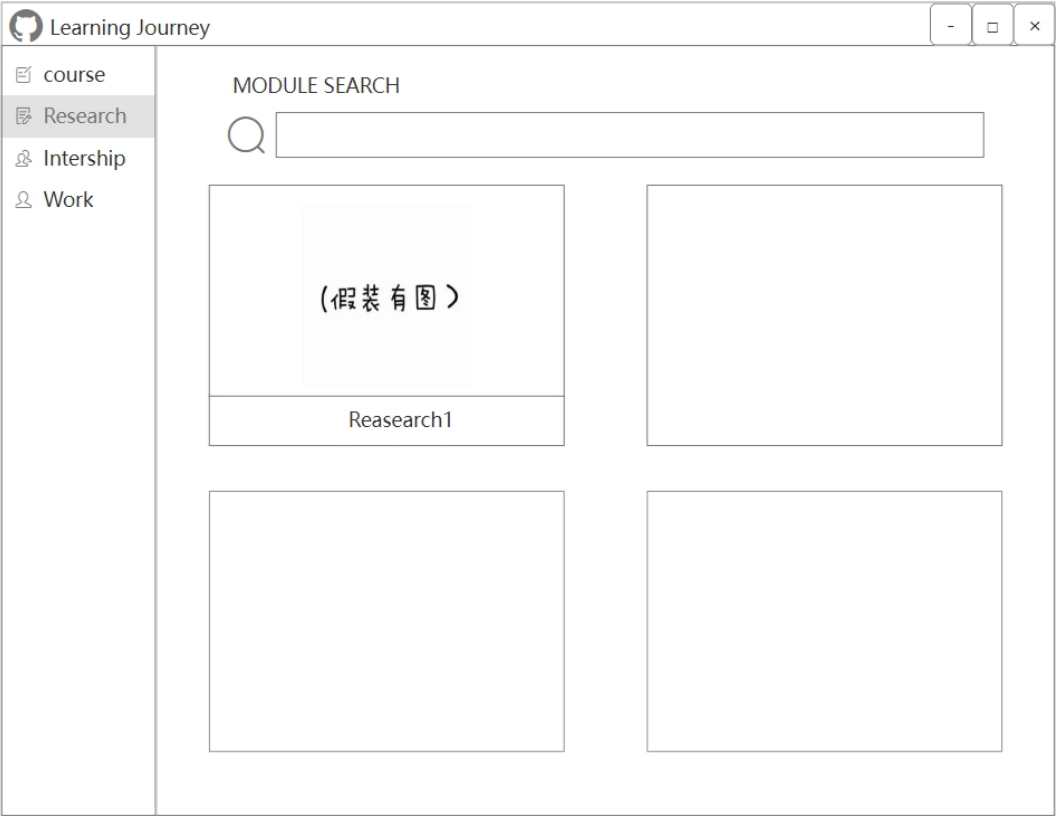 Learning Journey
course
Research
Intership
Work
MODULE SEARCH
(假装有图)
Reasearch1